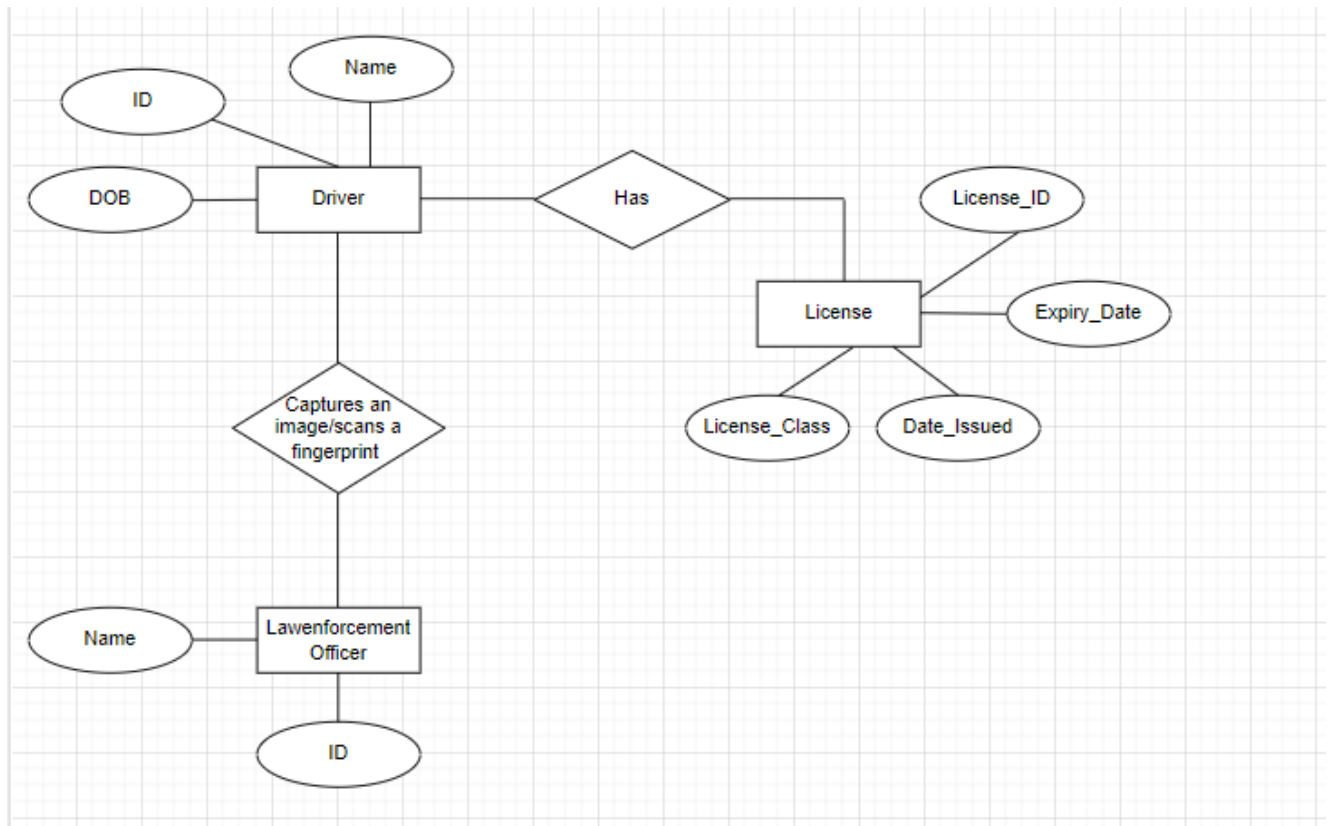 Name
ID
DOB
Driver
Has
License_ID
License
Expiry_Date
License_Class
Date_Issued
Captures an
image/scans a
fingerprint
Name
Lawenforcement
Officer
ID